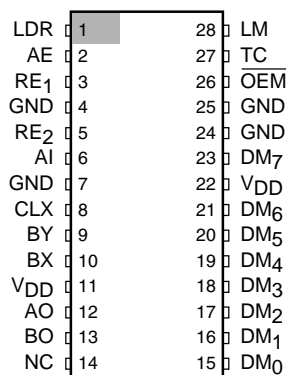 LDR 1 28 LM
AE 2 27 TC
RE1 3 26 O̅E̅M̅
GND 4 25 GND
RE2 5 24 GND
AI 6 23 DM7
GND 7 22 VDD
CLX 8 21 DM6
BY 9 20 DM5
BX 10 19 DM4
VDD 11 18 DM3
AO 12 17 DM2
BO 13 16 DM1
NC 14 15 DM0